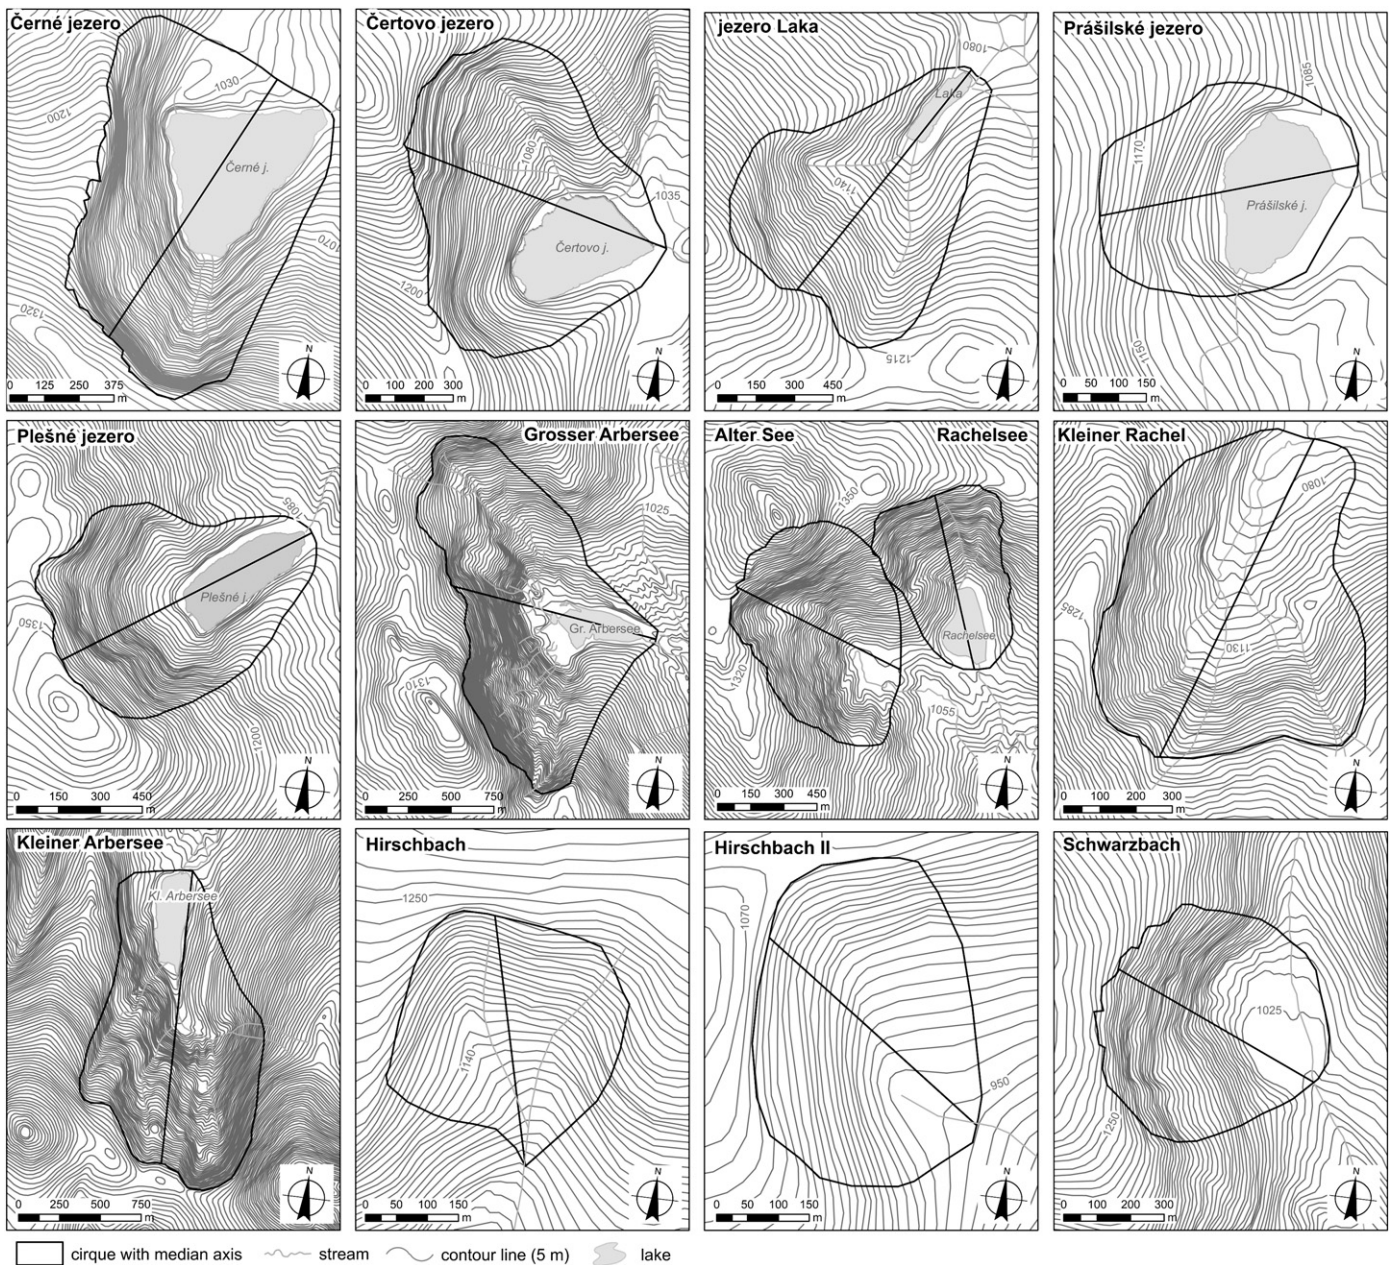 Černé jezero
1030
1200
Černé j.
1070
1320
N
0 125 250 375
m
Čertovo jezero
1080
1035
Čertovo j.
1200
N
0 100 200 300
m
jezero Laka
1080
Laka
1140
1215
N
0 150 300 450
m
Prášilské jezero
1085
1170
Prášilské j.
1150
N
0 50 100 150
m
Plešné jezero
1085
Plešné j.
1350
1200
N
0 150 300 450
m
Grosser Arbersee
1025
Gr. Arbersee
1310
N
0 250 500 750
m
Alter See Rachelsee
1350
Rachelsee
1320
1055
N
0 150 300 450
m
Kleiner Rachel
1080
1285
1130
N
0 100 200 300
m
Kleiner Arbersee
Kl. Arbersee
N
0 250 500 750
m
Hirschbach
1250
1140
N
0 50 100 150
m
Hirschbach II
1070
950
N
0 50 100 150
m
Schwarzbach
1025
1250
N
0 100 200 300
m
cirque with median axis stream contour line (5 m) lake